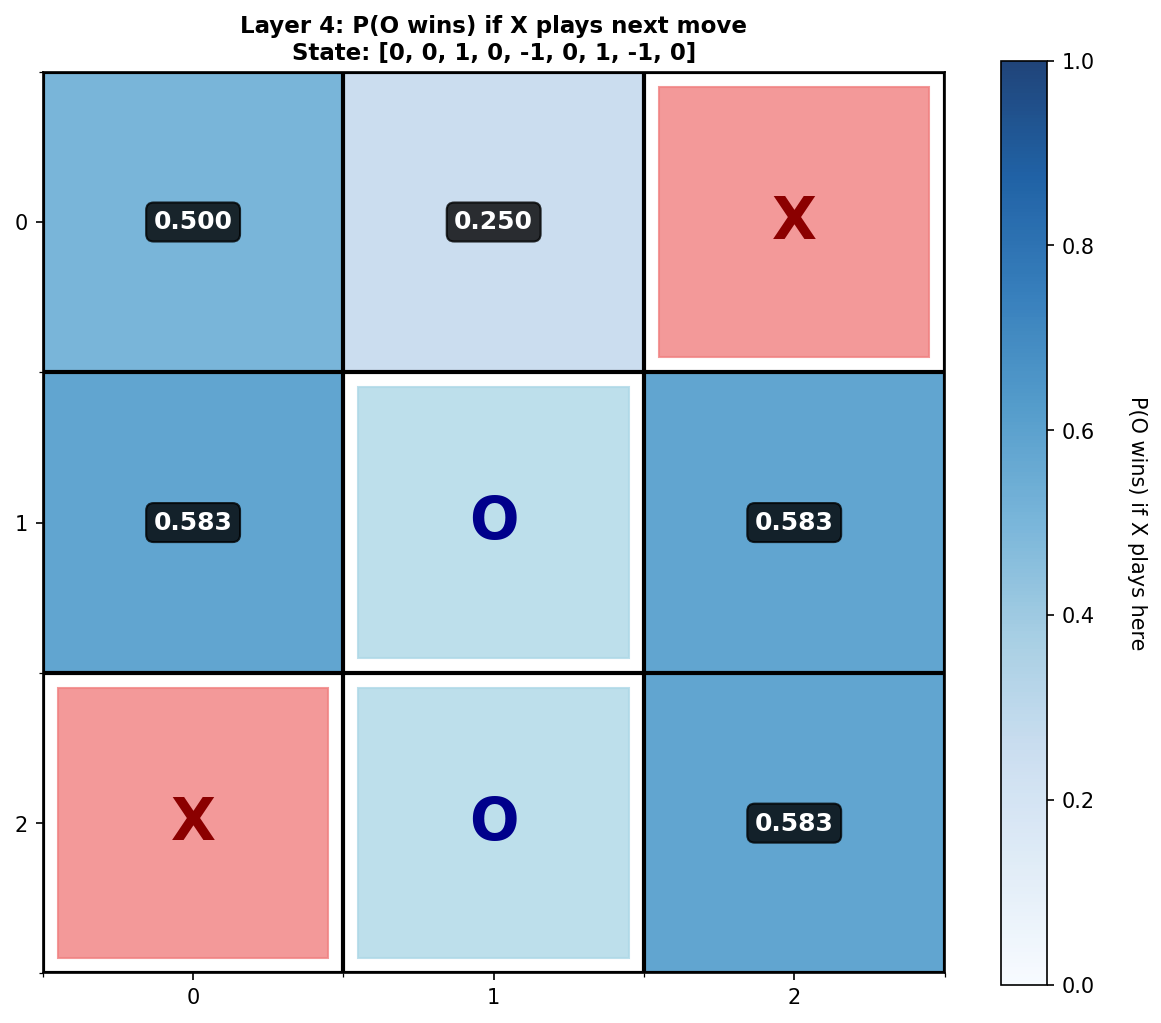 Layer 4: P(O wins) if X plays next move
State: [0, 0, 1, 0, -1, 0, 1, -1, 0]
0
0.500
0.250
X
1
0.583
O
0.583
2
X
O
0.583
0
1
2
1.0
0.8
0.6
0.4
0.2
0.0
P(O wins) if X plays here